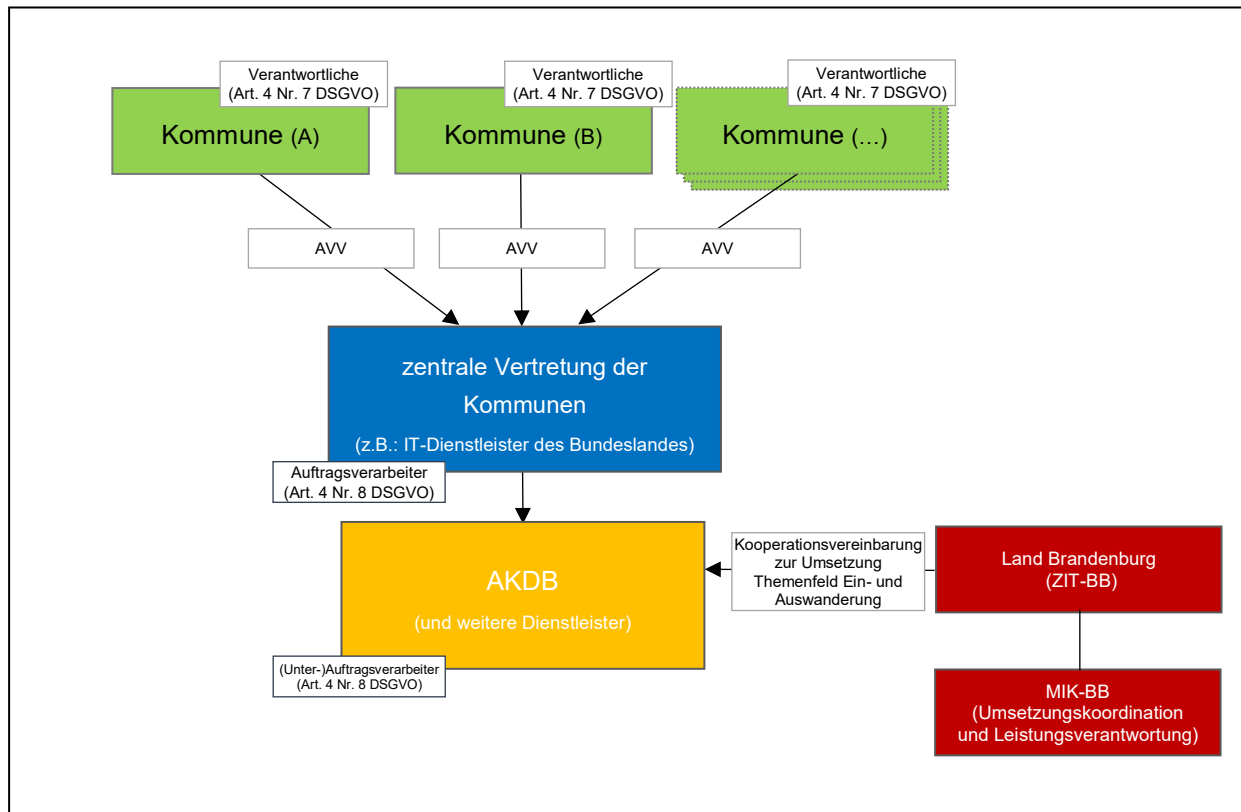 Verantwortliche
(Art. 4 Nr. 7 DSGVO)
Kommune (A)
Verantwortliche
(Art. 4 Nr. 7 DSGVO)
Kommune (B)
Verantwortliche
(Art. 4 Nr. 7 DSGVO)
Kommune (...)
AVV
AVV
AVV
zentrale Vertretung der
Kommunen
(z.B.: IT-Dienstleister des Bundeslandes)
Auftragsverarbeiter
(Art. 4 Nr. 8 DSGVO)
AKDB
(und weitere Dienstleister)
(Unter-)Auftragsverarbeiter
(Art. 4 Nr. 8 DSGVO)
Kooperationsvereinbarung
zur Umsetzung
Themenfeld Ein- und
Auswanderung
Land Brandenburg
(ZIT-BB)
MIK-BB
(Umsetzungskoordination
und Leistungsverantwortung)